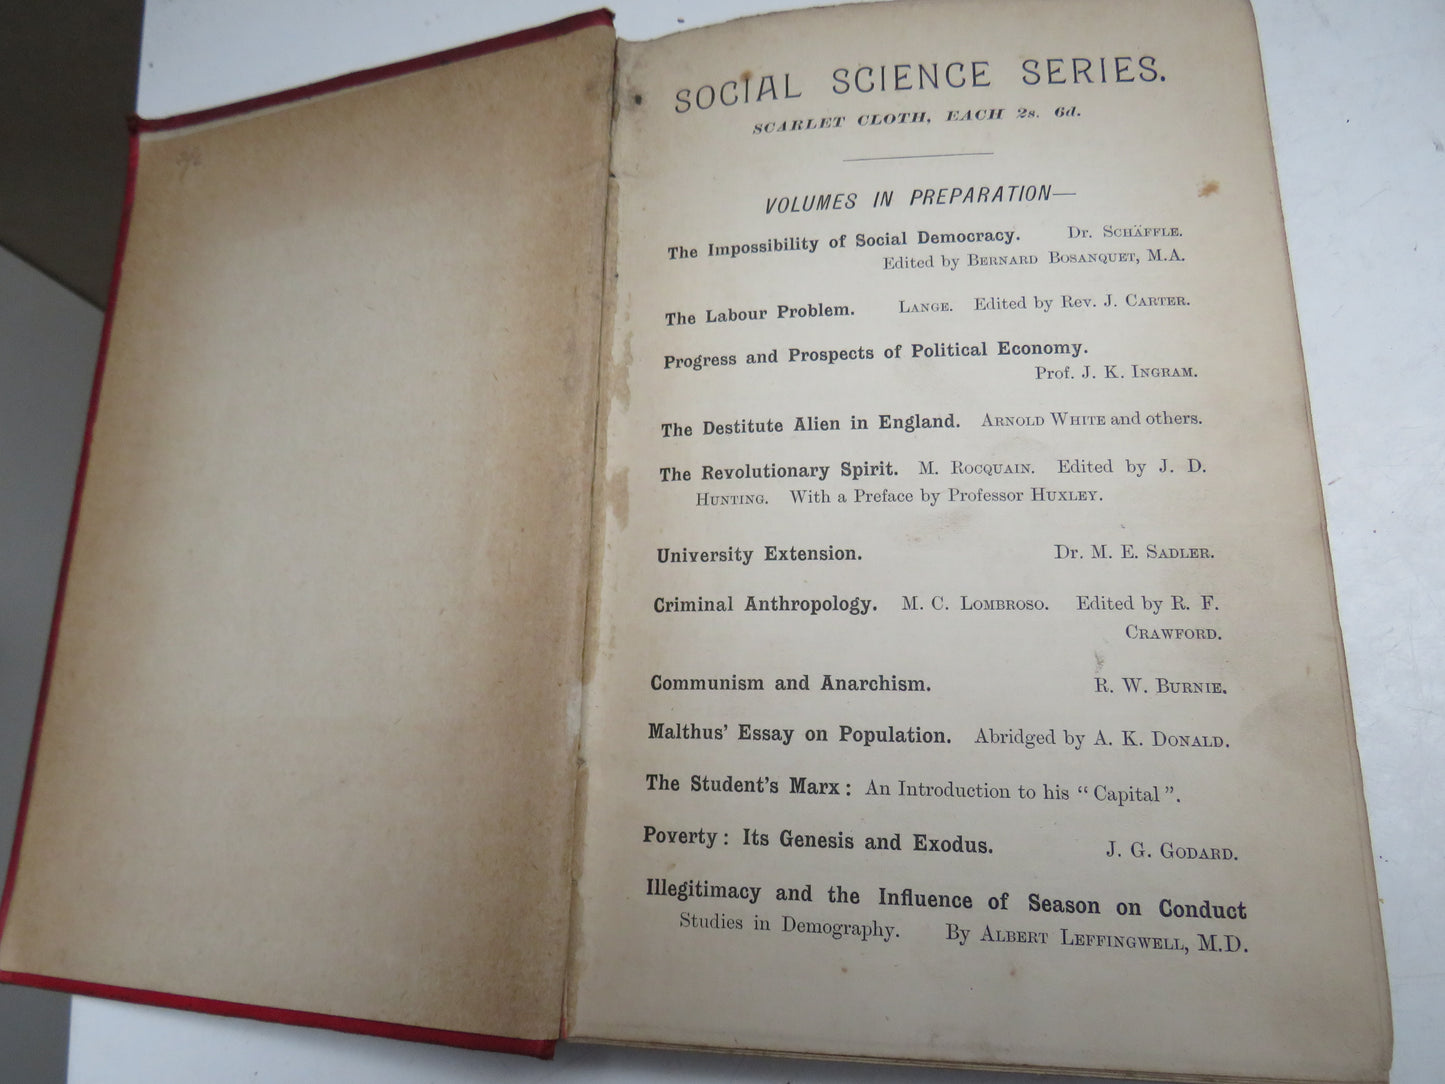 SOCIAL SCIENCE SERIES.
SCARLET CLOTH, EACH 2s. 6d.
VOLUMES IN PREPARATION—
The Impossibility of Social Democracy. Dr. SCHÄFFLE.
Edited by BERNARD BOSANQUET, M.A.
The Labour Problem. LANGE. Edited by Rev. J. CARTER.
Progress and Prospects of Political Economy.
Prof. J. K. INGRAM.
The Destitute Alien in England. ARNOLD WHITE and others.
The Revolutionary Spirit. M. ROCQUAIN. Edited by J. D.
HUNTING. With a Preface by Professor HUXLEY.
University Extension. Dr. M. E. SADLER.
Criminal Anthropology. M. C. LOMBROSO. Edited by R. F.
CRAWFORD.
Communism and Anarchism. R. W. BURNIE.
Malthus' Essay on Population. Abridged by A. K. DONALD.
The Student's Marx: An Introduction to his "Capital".
Poverty: Its Genesis and Exodus. J. G. GODARD.
Illegitimacy and the Influence of Season on Conduct
Studies in Demography. By ALBERT LEFFINGWELL, M.D.